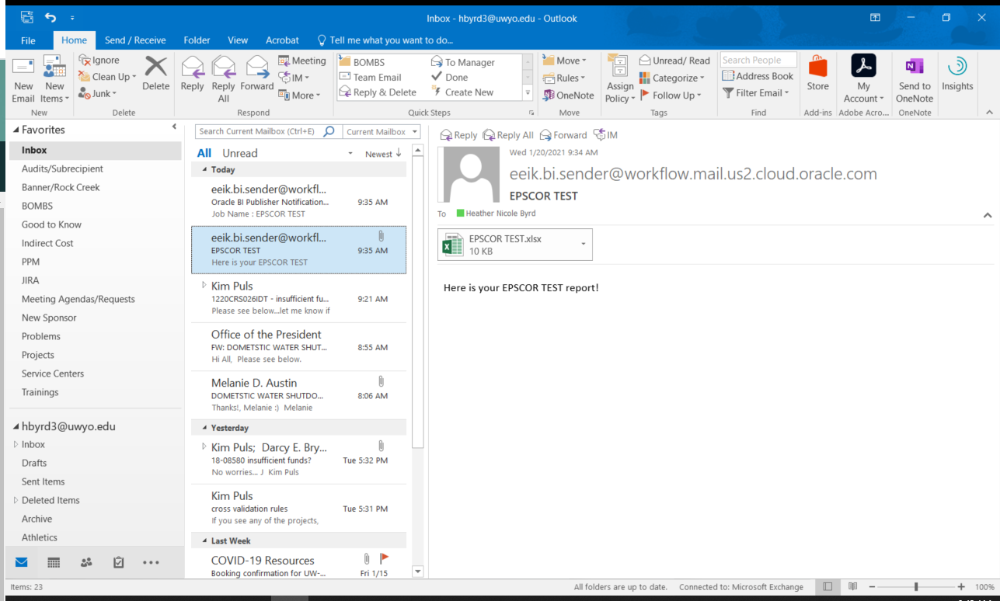 Inbox - hbyrd3@uwyo.edu - Outlook
File Home Send / Receive Folder View Acrobat Tell me what you want to do...
New Email
New Items
Ignore
Clean Up
Junk
Delete
Reply
Reply All
Forward
Meeting
IM
More
BOMBS
Team Email
Reply & Delete
To Manager
Done
Create New
Move
Rules
OneNote
Assign Policy
Unread/ Read
Categorize
Follow Up
Search People
Address Book
Filter Email
Store
My Account
Send to OneNote
Insights
New Delete Respond Quick Steps Move Tags Find Add-ins Adobe Acro... OneNote
Favorites
Inbox
Audits/Subrecipient
Banner/Rock Creek
BOMBS
Good to Know
Indirect Cost
PPM
JIRA
Meeting Agendas/Requests
New Sponsor
Problems
Projects
Service Centers
Trainings
hbyrd3@uwyo.edu
Inbox
Drafts
Sent Items
Deleted Items
Archive
Athletics
Search Current Mailbox (Ctrl+E) Current Mailbox
All Unread Newest
Today
eeik.bi.sender@workfl...
Oracle BI Publisher Notification... 9:35 AM
Job Name : EPSCOR TEST
eeik.bi.sender@workfl...
EPSCOR TEST 9:35 AM
Here is your EPSCOR TEST
Kim Puls
1220CRS026IDT - insufficient fu... 9:21 AM
Please see below...let me know if
Office of the President
FW: DOMETSTIC WATER SHUT... 8:55 AM
Hi All, Please see below.
Melanie D. Austin
DOMETSTIC WATER SHUTDO... 8:06 AM
Thanks!, Melanie :) Melanie
Yesterday
Kim Puls; Darcy E. Bry...
18-08580 insufficient funds? Tue 5:32 PM
No worries... J Kim Puls
Kim Puls
cross validation rules Tue 5:31 PM
If you see any of the projects,
Last Week
COVID-19 Resources
Booking confirmation for UW-... Fri 1/15
Reply Reply All Forward IM
Wed 1/20/2021 9:34 AM
eeik.bi.sender@workflow.mail.us2.cloud.oracle.com
EPSCOR TEST
To Heather Nicole Byrd
EPSCOR TEST.xlsx
10 KB
Here is your EPSCOR TEST report!
Items: 23 All folders are up to date. Connected to: Microsoft Exchange 100%